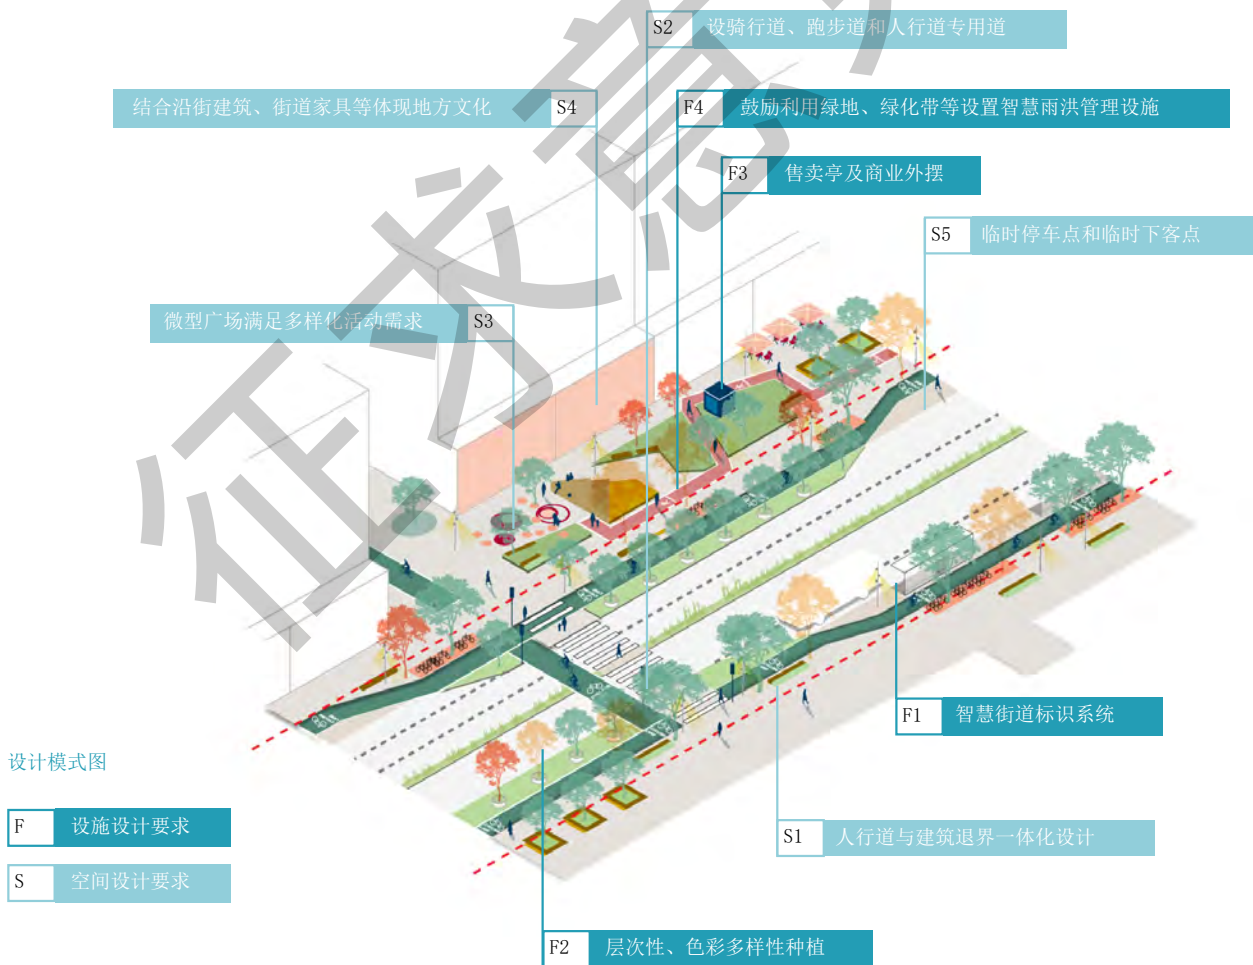 S2 设骑行道、跑步道和人行道专用道
结合沿街建筑、街道家具等体现地方文化 S4
F4 鼓励利用绿地、绿化带等设置智慧雨洪管理设施
F3 售卖亭及商业外摆
S5 临时停车点和临时下客点
微型广场满足多样化活动需求 S3
征求意
F1 智慧街道标识系统
设计模式图
F 设施设计要求
S1 人行道与建筑退界一体化设计
S 空间设计要求
F2 层次性、色彩多样性种植